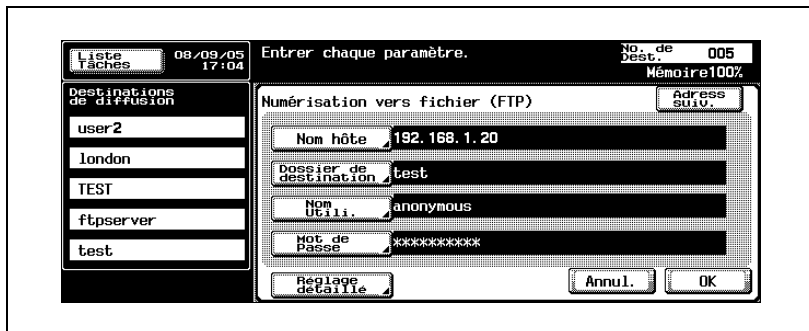 Liste
Tâches
08/09/05
17:04
Entrer chaque paramètre.
No. de
Dest.
005
Mémoire100%
Destinations
de diffusion
user2
london
TEST
ftpserver
test
Numérisation vers fichier (FTP)
Adress
suiv.
Nom hôte
192.168.1.20
Dossier de
destination
test
Nom
Utili.
anonymous
Mot de
Passe
**********
Réglage
détaillé
Annul.
OK